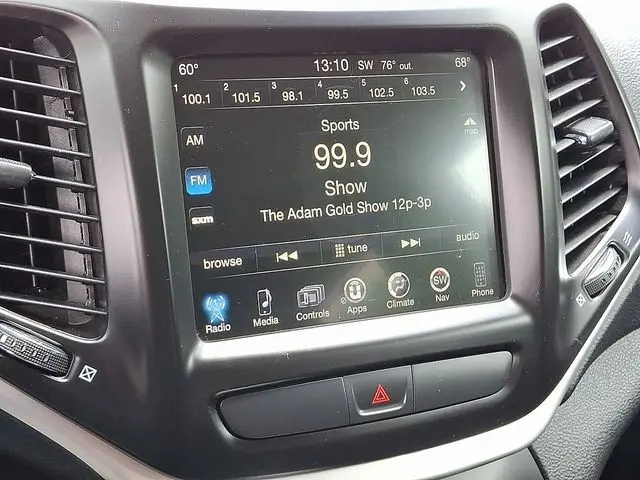 60° 13:10 SW 76° out. 68°
1 100.1 2 101.5 3 98.1 4 99.5 5 102.5 6 103.5
Sports
AM 99.9 map
FM Show
sxm The Adam Gold Show 12p-3p
browse tune audio
Radio Media Controls Apps Climate SW Nav Phone